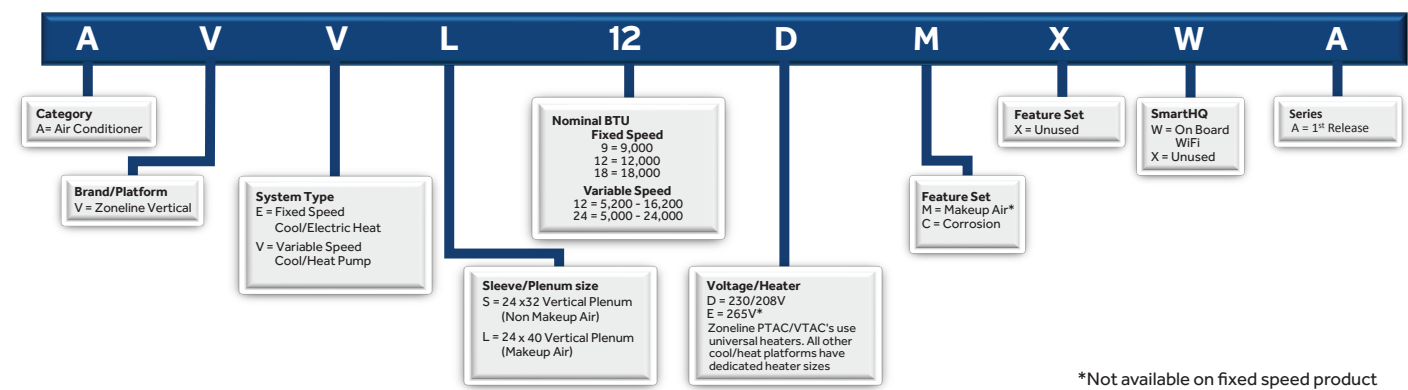 A V V L 12 D M X W A
Category
A= Air Conditioner
Brand/Platform
V = Zoneline Vertical
System Type
E = Fixed Speed
Cool/Electric Heat
V = Variable Speed
Cool/Heat Pump
Sleeve/Plenum size
S = 24 x32 Vertical Plenum
(Non Makeup Air)
L = 24 x 40 Vertical Plenum
(Makeup Air)
Nominal BTU
Fixed Speed
9 = 9,000
12 = 12,000
18 = 18,000
Variable Speed
12 = 5,200 - 16,200
24 = 5,000 - 24,000
Voltage/Heater
D = 230/208V
E = 265V*
Zoneline PTAC/VTAC's use
universal heaters. All other
cool/heat platforms have
dedicated heater sizes
Feature Set
M = Makeup Air*
C = Corrosion
Feature Set
X = Unused
SmartHQ
W = On Board
WiFi
X = Unused
Series
A = 1st Release
*Not available on fixed speed product